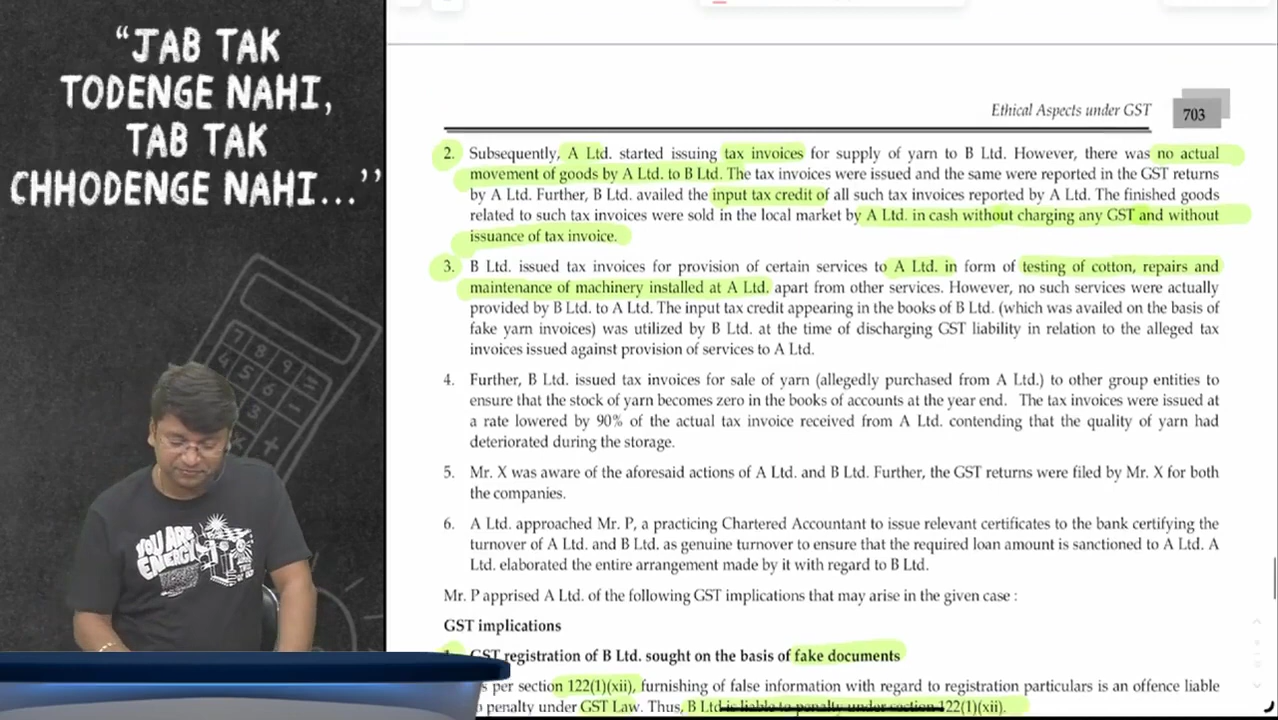 “JAB TAK
TODENGE NAHI,
TAB TAK
CHHODENGE NAHI...’’
Ethical Aspects under GST 703
2. Subsequently, A Ltd. started issuing tax invoices for supply of yarn to B Ltd. However, there was no actual
movement of goods by A Ltd. to B Ltd. The tax invoices were issued and the same were reported in the GST returns
by A Ltd. Further, B Ltd. availed the input tax credit of all such tax invoices reported by A Ltd. The finished goods
related to such tax invoices were sold in the local market by A Ltd. in cash without charging any GST and without
issuance of tax invoice.
3. B Ltd. issued tax invoices for provision of certain services to A Ltd. in form of testing of cotton, repairs and
maintenance of machinery installed at A Ltd. apart from other services. However, no such services were actually
provided by B Ltd. to A Ltd. The input tax credit appearing in the books of B Ltd. (which was availed on the basis of
fake yarn invoices) was utilized by B Ltd. at the time of discharging GST liability in relation to the alleged tax
invoices issued against provision of services to A Ltd.
4. Further, B Ltd. issued tax invoices for sale of yarn (allegedly purchased from A Ltd.) to other group entities to
ensure that the stock of yarn becomes zero in the books of accounts at the year end. The tax invoices were issued at
a rate lowered by 90% of the actual tax invoice received from A Ltd. contending that the quality of yarn had
deteriorated during the storage.
5. Mr. X was aware of the aforesaid actions of A Ltd. and B Ltd. Further, the GST returns were filed by Mr. X for both
the companies.
6. A Ltd. approached Mr. P, a practicing Chartered Accountant to issue relevant certificates to the bank certifying the
turnover of A Ltd. and B Ltd. as genuine turnover to ensure that the required loan amount is sanctioned to A Ltd. A
Ltd. elaborated the entire arrangement made by it with regard to B Ltd.
Mr. P apprised A Ltd. of the following GST implications that may arise in the given case :
GST implications
GST registration of B Ltd. sought on the basis of fake documents
per section 122(1)(xii), furnishing of false information with regard to registration particulars is an offence liable
penalty under GST Law. Thus, B Ltd is liable to penalty under section 122(1)(xii).
YOU ARE
ENERGY